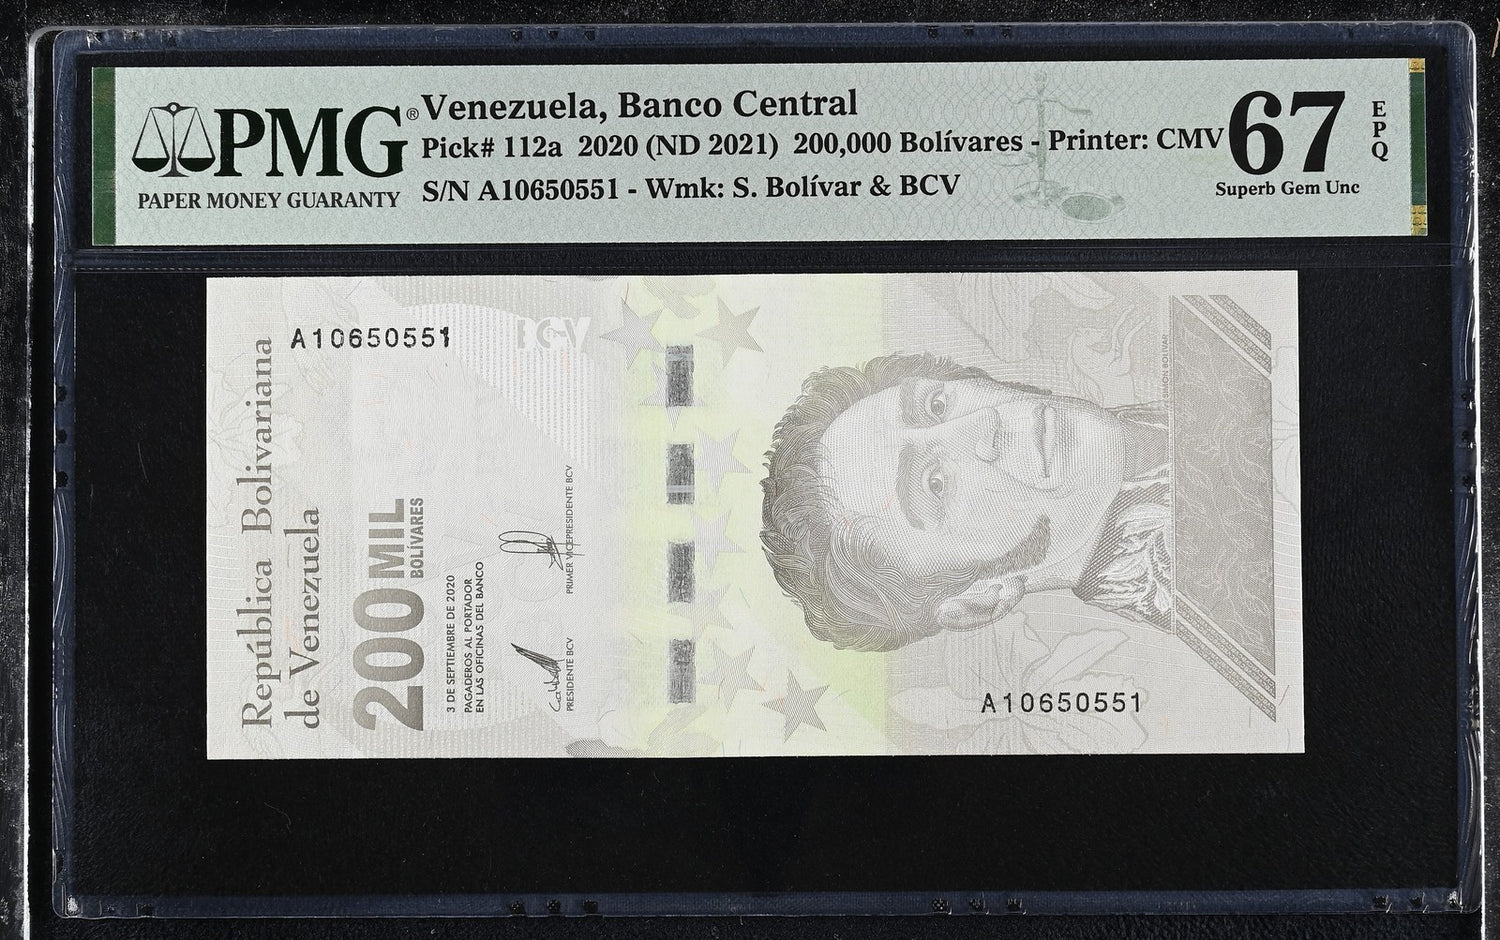 PMG®
PAPER MONEY GUARANTY
Venezuela, Banco Central
Pick# 112a 2020 (ND 2021) 200,000 Bolívares - Printer: CMV
S/N A10650551 - Wmk: S. Bolívar & BCV
67
Superb Gem Unc
EPQ
A10650551
BCV
República Bolivariana
de Venezuela
200 MIL
BOLÍVARES
3 DE SEPTIEMBRE DE 2020
PAGADEROS AL PORTADOR
EN LAS OFICINAS DEL BANCO
PRESIDENTE BCV
PRIMER VICEPRESIDENTE BCV
SIMÓN BOLÍVAR
A10650551